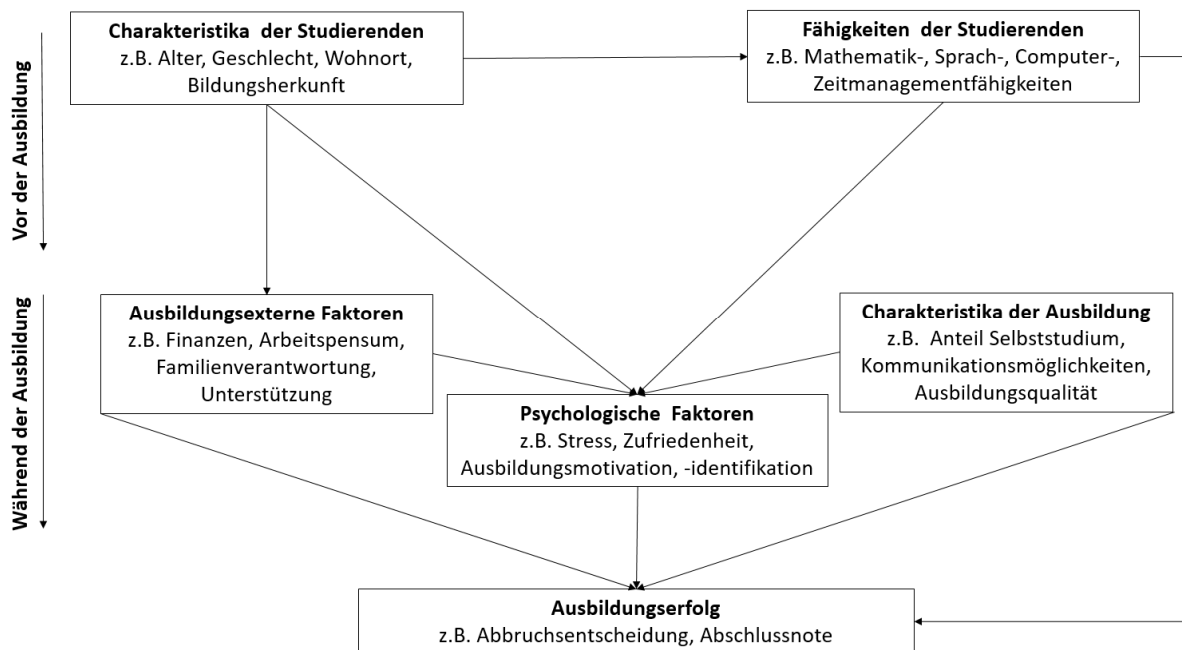 Charakteristika der Studierenden
z.B. Alter, Geschlecht, Wohnort,
Bildungsherkunft
Fähigkeiten der Studierenden
z.B. Mathematik-, Sprach-, Computer-,
Zeitmanagementfähigkeiten
Vor der Ausbildung
Ausbildungsexterne Faktoren
z.B. Finanzen, Arbeitspensum,
Familienverantwortung,
Unterstützung
Charakteristika der Ausbildung
z.B. Anteil Selbststudium,
Kommunikationsmöglichkeiten,
Ausbildungsqualität
Psychologische Faktoren
z.B. Stress, Zufriedenheit,
Ausbildungsmotivation, -identifikation
Während der Ausbildung
Ausbildungserfolg
z.B. Abbruchsentscheidung, Abschlussnote